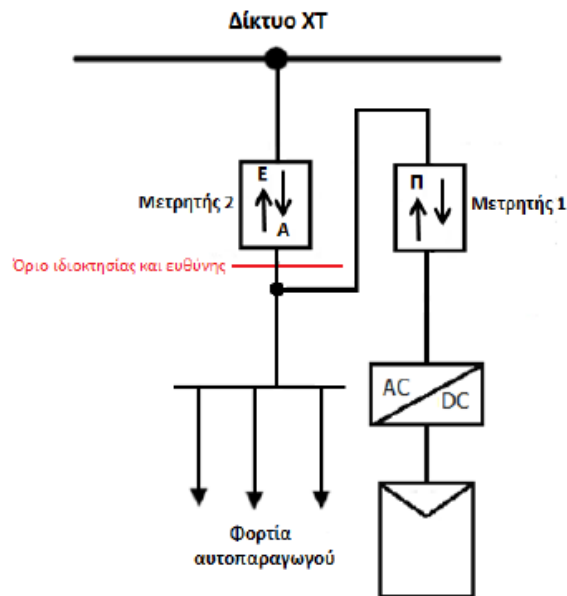 Δίκτυο ΧΤ
Ε
Α
Μετρητής 2
Π
Μετρητής 1
Όριο ιδιοκτησίας και ευθύνης
AC
DC
Φορτία
αυτοπαραγωγού